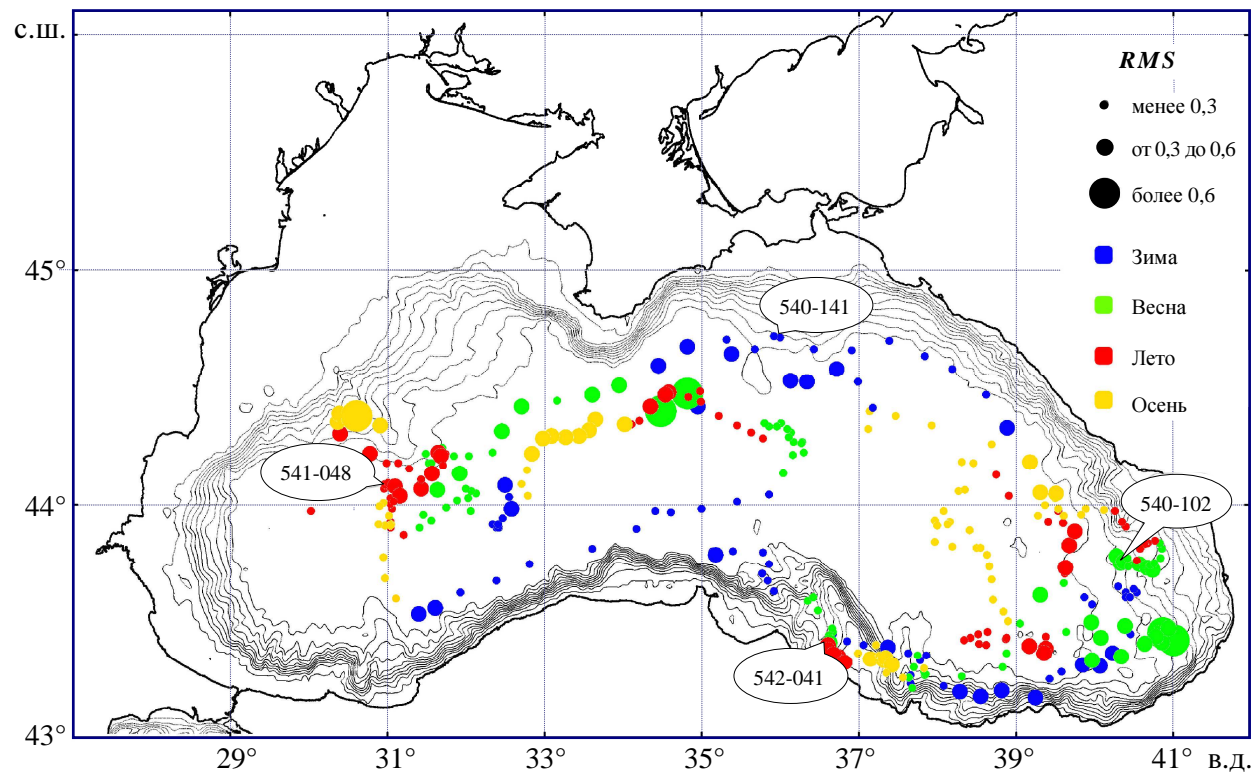 с.ш.
RMS
менее 0,3
от 0,3 до 0,6
более 0,6
45°
Зима
540-141
Весна
Лето
Осень
541-048
540-102
44°
542-041
43°
29° 31° 33° 35° 37° 39° 41° в.д.